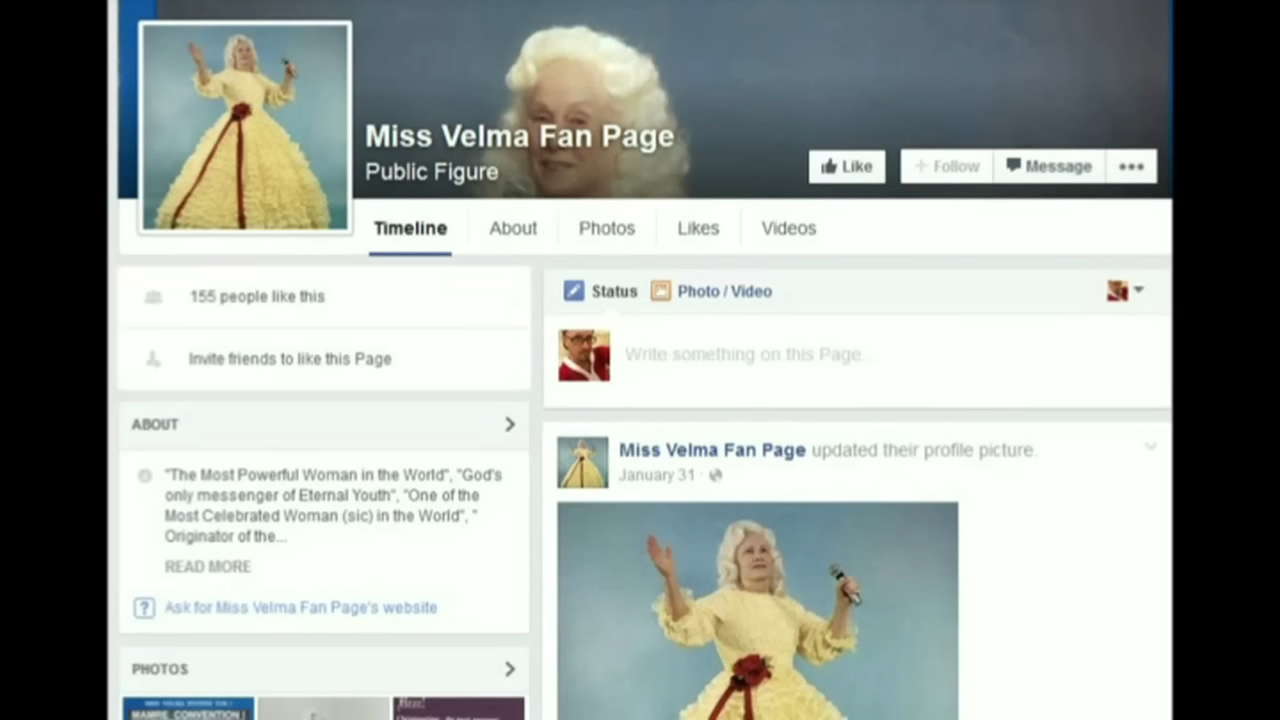 Miss Velma Fan Page
Public Figure
Like
+ Follow
Message
Timeline
About
Photos
Likes
Videos
155 people like this
Invite friends to like this Page
ABOUT
"The Most Powerful Woman in the World", "God's
only messenger of Eternal Youth", "One of the
Most Celebrated Woman (sic) in the World", "
Originator of the...
READ MORE
Ask for Miss Velma Fan Page's website
PHOTOS
MAMRE CONVENTION!
Status
Photo / Video
Write something on this Page...
Miss Velma Fan Page updated their profile picture.
January 31